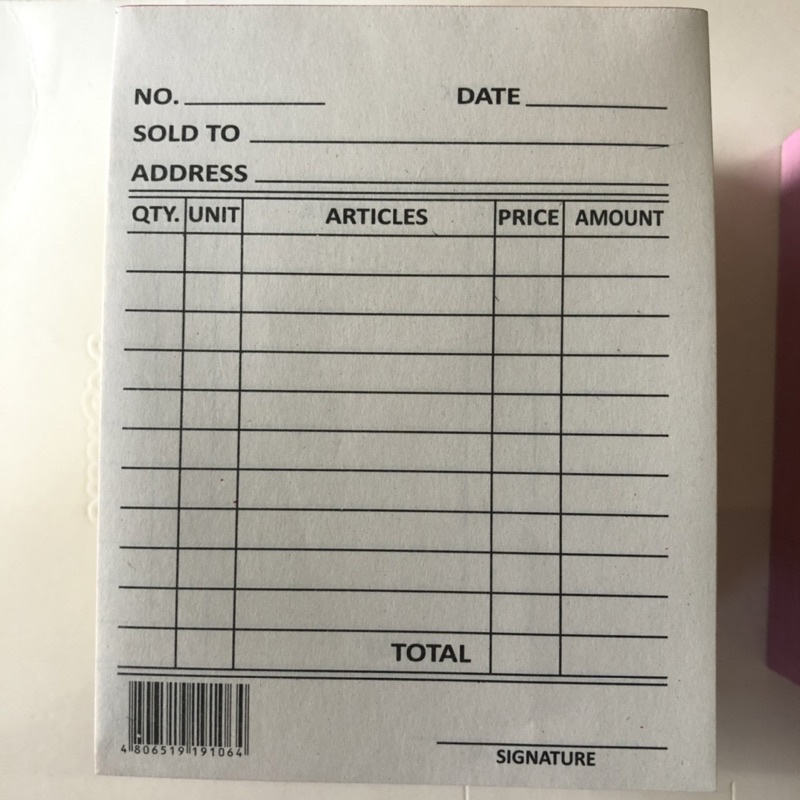 NO. DATE
SOLD TO
ADDRESS
QTY. UNIT ARTICLES PRICE AMOUNT
TOTAL
4 806519 191064
SIGNATURE